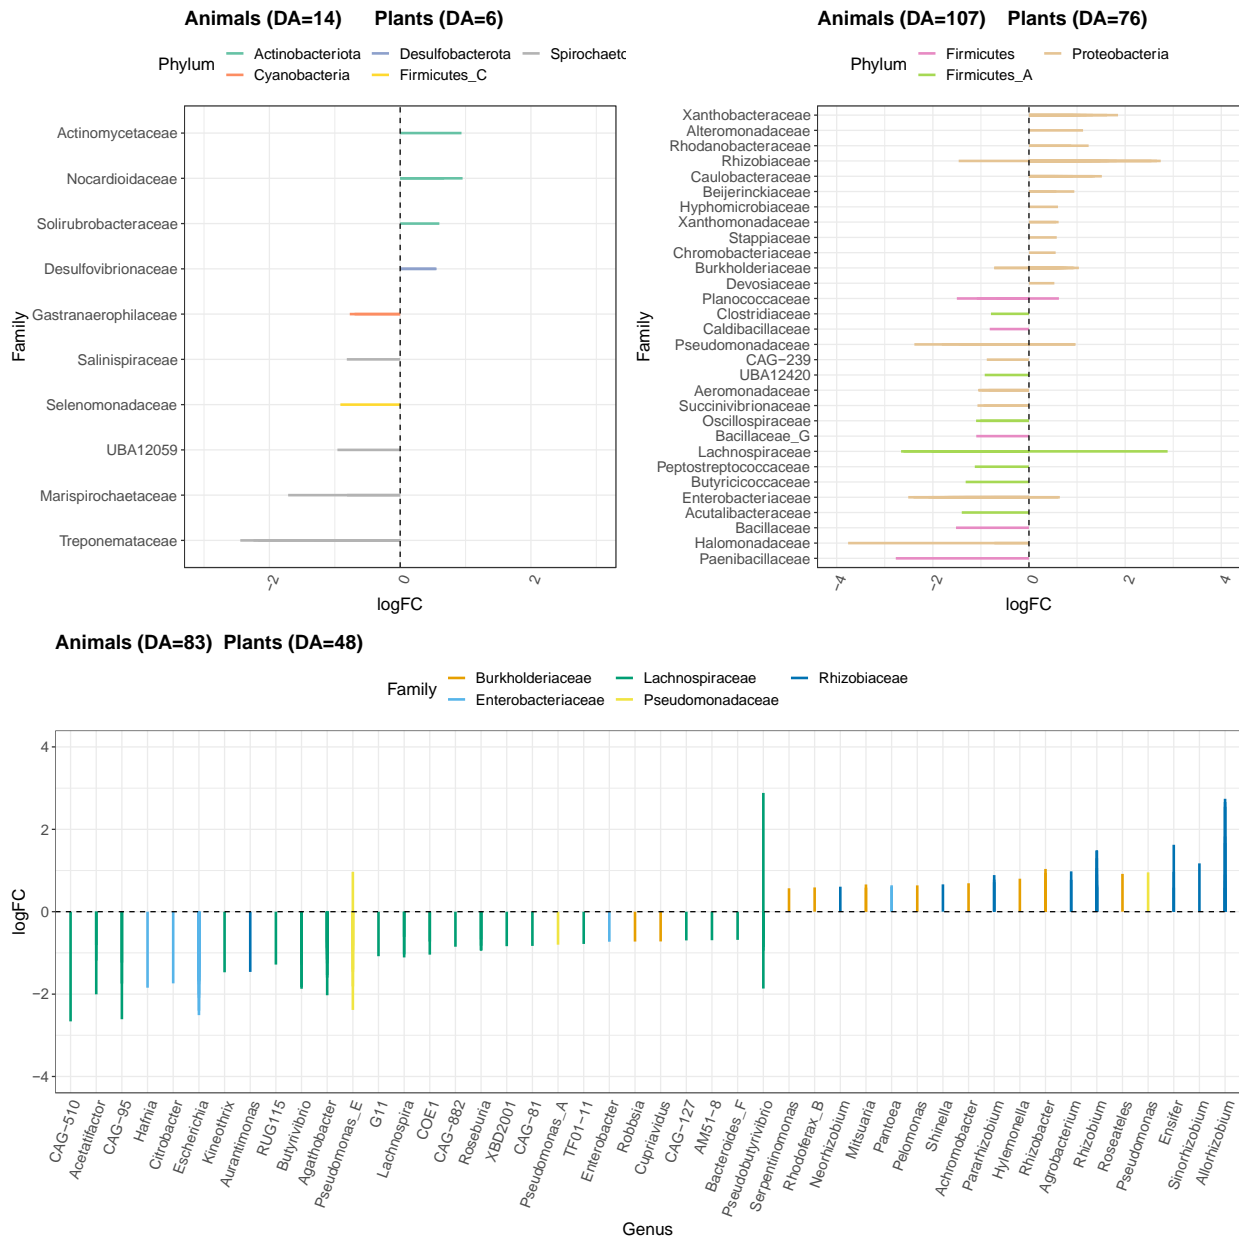 Animals (DA=14) Plants (DA=6)
Phylum
Actinobacteriota
Cyanobacteria
Desulfobacterota
Firmicutes_C
Spirochaetc
Family
Actinomycetaceae
Nocardioidaceae
Solirubrobacteraceae
Desulfovibrionaceae
Gastranaerophilaceae
Salinispiraceae
Selenomonadaceae
UBA12059
Marispirochaetaceae
Treponemataceae
−2 0 2
logFC
Animals (DA=107) Plants (DA=76)
Phylum
Firmicutes
Firmicutes_A
Proteobacteria
Family
Xanthobacteraceae
Alteromonadaceae
Rhodanobacteraceae
Rhizobiaceae
Caulobacteraceae
Beijerinckiaceae
Hyphomicrobiaceae
Xanthomonadaceae
Stappiaceae
Chromobacteriaceae
Burkholderiaceae
Devosiaceae
Planococcaceae
Clostridiaceae
Caldibacillaceae
Pseudomonadaceae
CAG−239
UBA12420
Aeromonadaceae
Succinivibrionaceae
Oscillospiraceae
Bacillaceae_G
Lachnospiraceae
Peptostreptococcaceae
Butyricicoccaceae
Enterobacteriaceae
Acutalibacteraceae
Bacillaceae
Halomonadaceae
Paenibacillaceae
−4 −2 0 2 4
logFC
Animals (DA=83) Plants (DA=48)
Family
Burkholderiaceae
Enterobacteriaceae
Lachnospiraceae
Pseudomonadaceae
Rhizobiaceae
logFC
4
2
0
−2
−4
CAG−510
Acetatifactor
CAG−95
Hafnia
Citrobacter
Escherichia
Kineothrix
Aurantimonas
RUG115
Butyrivibrio
Agathobacter
Pseudomonas_E
G11
Lachnospira
COE1
CAG−882
Roseburia
XBD2001
CAG−81
Pseudomonas_A
TF01−11
Enterobacter
Robbsia
Cupriavidus
CAG−127
AM51−8
Bacteroides_F
Pseudobutyrivibrio
Serpentinomonas
Rhodoferax_B
Neorhizobium
Mitsuaria
Pantoea
Pelomonas
Shinella
Achromobacter
Pararhizobium
Hylemonella
Rhizobacter
Agrobacterium
Rhizobium
Roseateles
Pseudomonas
Ensifer
Sinorhizobium
Allorhizobium
Genus